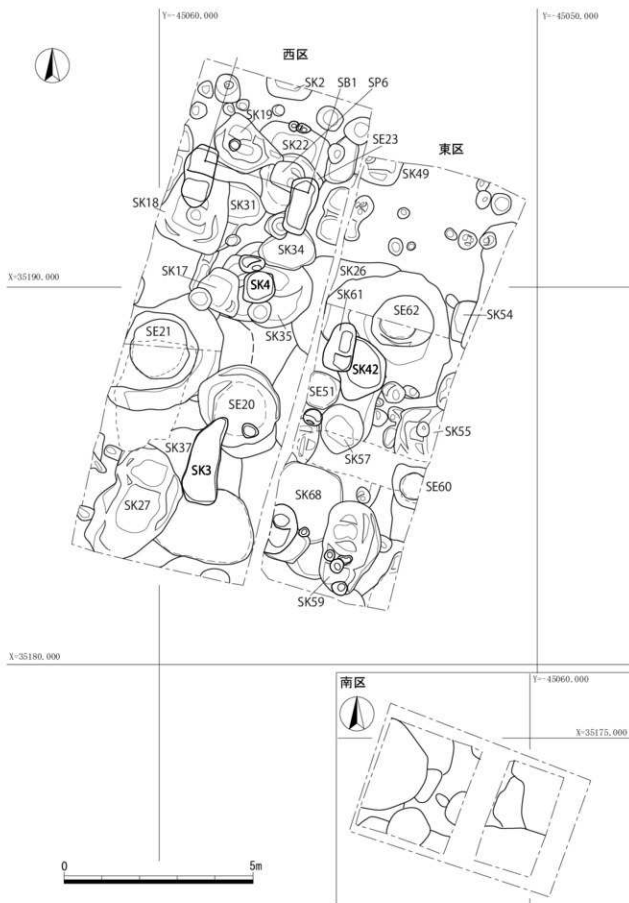 Y=-45060.000
Y=-45050.000
西区
SK2
SB1
SP6
SK19
SK22
SE23
東区
SK49
SK18
SK31
SK34
SK17
SK4
SK26
SK61
SE62
SK54
X=35190.000
SK35
SE21
SK42
SE51
SE20
SK55
SK37
SK3
SK57
SE60
SK27
SK68
SK59
X=35180.000
南区
Y=-45060.000
X=35175.000
0
5m